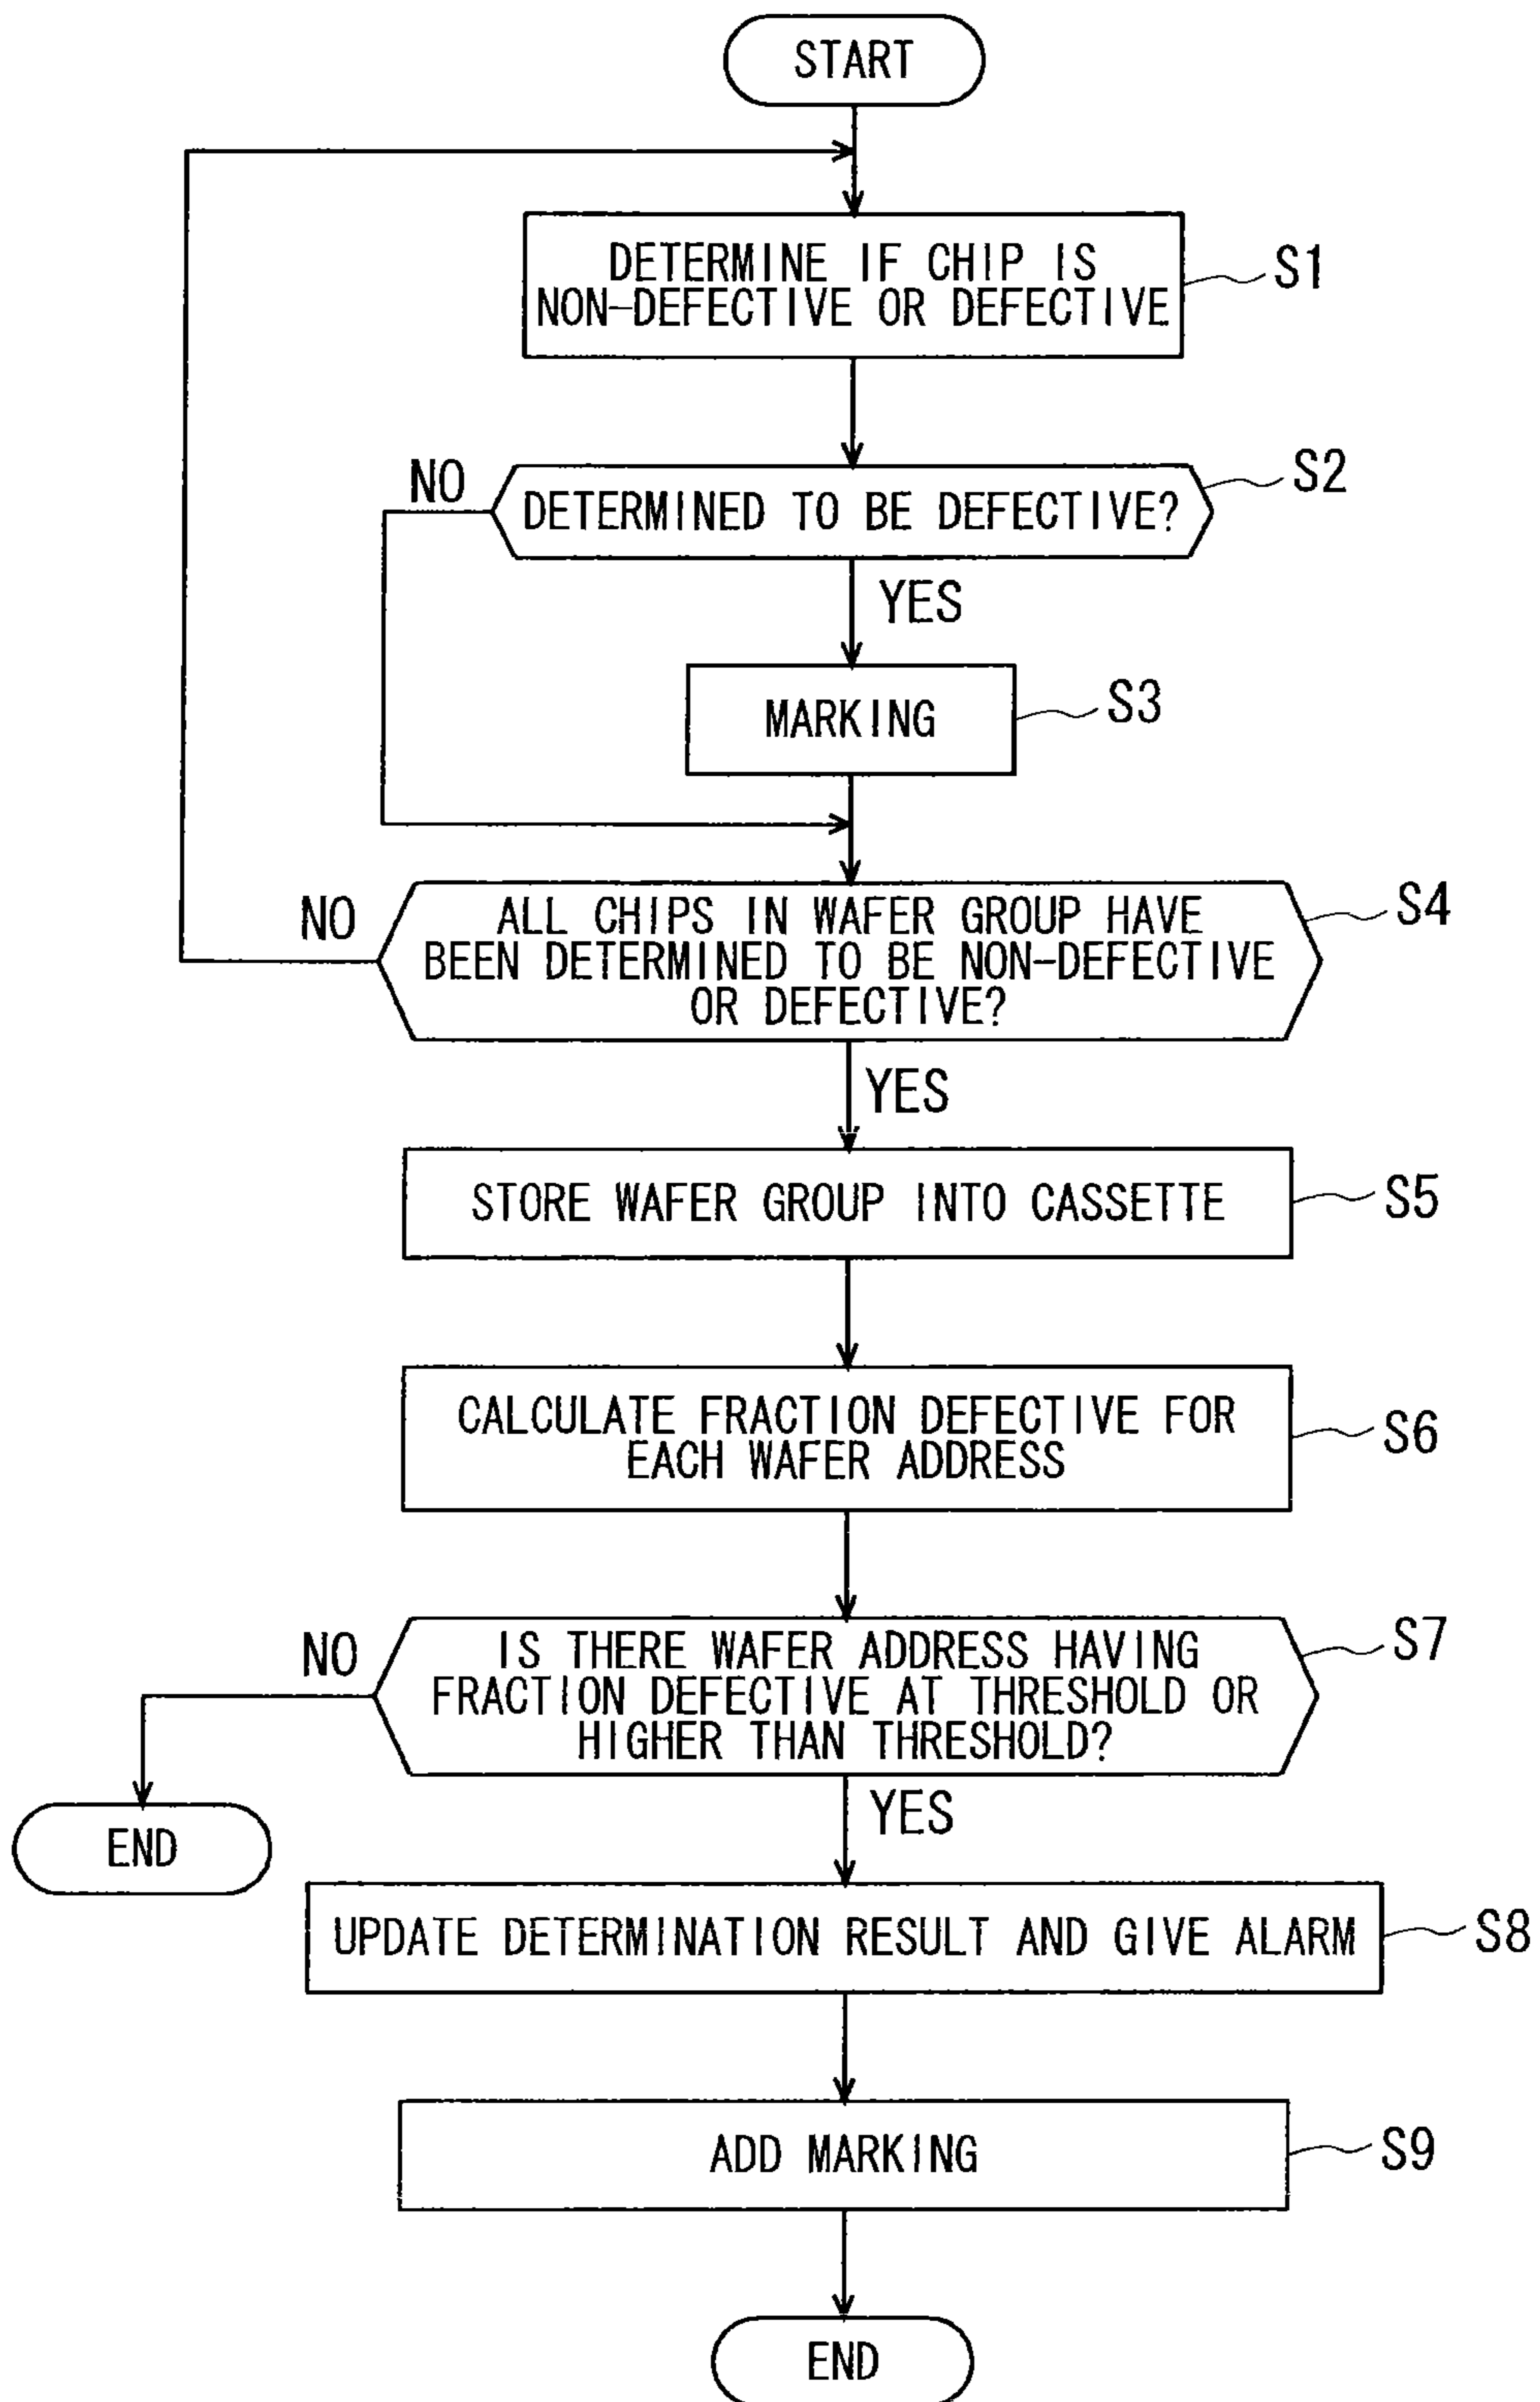 START
DETERMINE IF CHIP IS
NON-DEFECTIVE OR DEFECTIVE
S1
NO
DETERMINED TO BE DEFECTIVE?
S2
YES
MARKING
S3
NO
ALL CHIPS IN WAFER GROUP HAVE
BEEN DETERMINED TO BE NON-DEFECTIVE
OR DEFECTIVE?
S4
YES
STORE WAFER GROUP INTO CASSETTE
S5
CALCULATE FRACTION DEFECTIVE FOR
EACH WAFER ADDRESS
S6
NO
IS THERE WAFER ADDRESS HAVING
FRACTION DEFECTIVE AT THRESHOLD OR
HIGHER THAN THRESHOLD?
S7
YES
END
UPDATE DETERMINATION RESULT AND GIVE ALARM
S8
ADD MARKING
S9
END